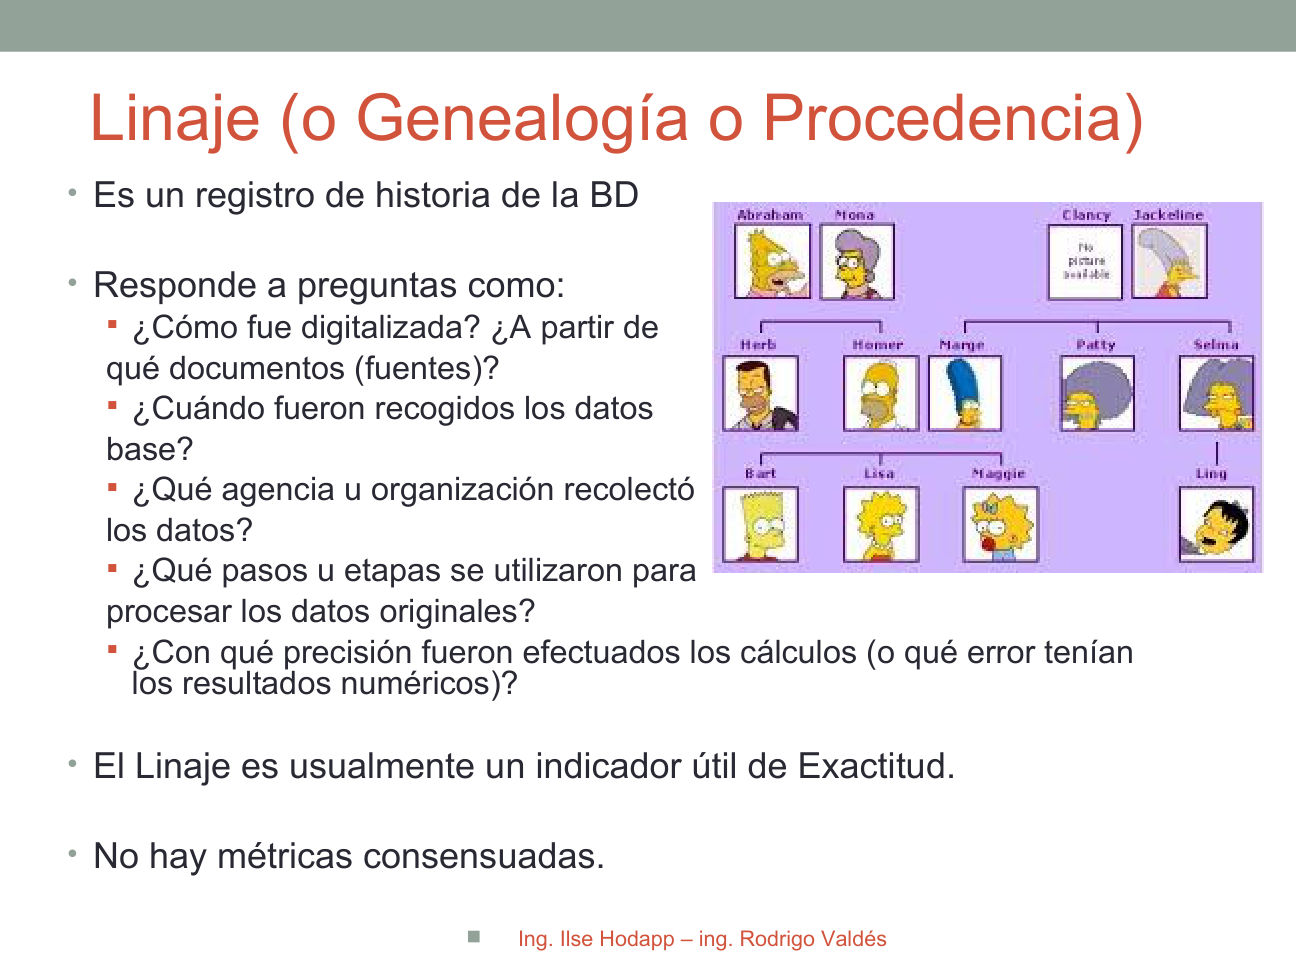 Linaje (o Genealogía o Procedencia)
• Es un registro de historia de la BD
• Responde a preguntas como:
▪ ¿Cómo fue digitalizada? ¿A partir de
qué documentos (fuentes)?
▪ ¿Cuándo fueron recogidos los datos
base?
▪ ¿Qué agencia u organización recolectó
los datos?
▪ ¿Qué pasos u etapas se utilizaron para
procesar los datos originales?
▪ ¿Con qué precisión fueron efectuados los cálculos (o qué error tenían
los resultados numéricos)?
• El Linaje es usualmente un indicador útil de Exactitud.
• No hay métricas consensuadas.
Abraham Mona Clancy Jackeline
No
picture
available
Herb Homer Marge Patty Selma
Bart Lisa Maggie Ling
▪ Ing. Ilse Hodapp – ing. Rodrigo Valdés